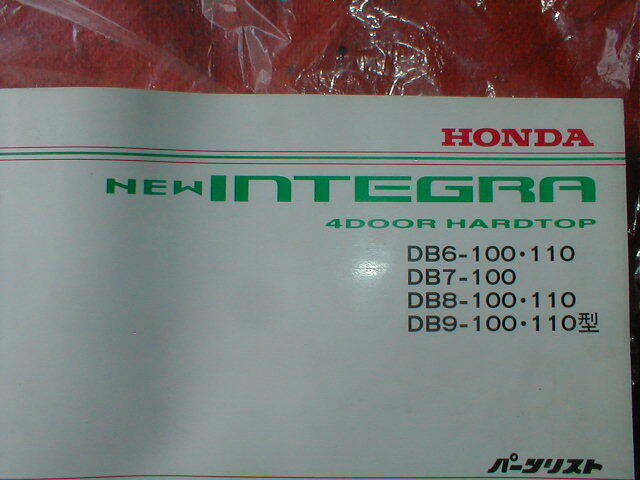 HONDA
NEW INTEGRA
4DOOR HARDTOP
DB6-100・110
DB7-100
DB8-100・110
DB9-100・110型
パーツリスト